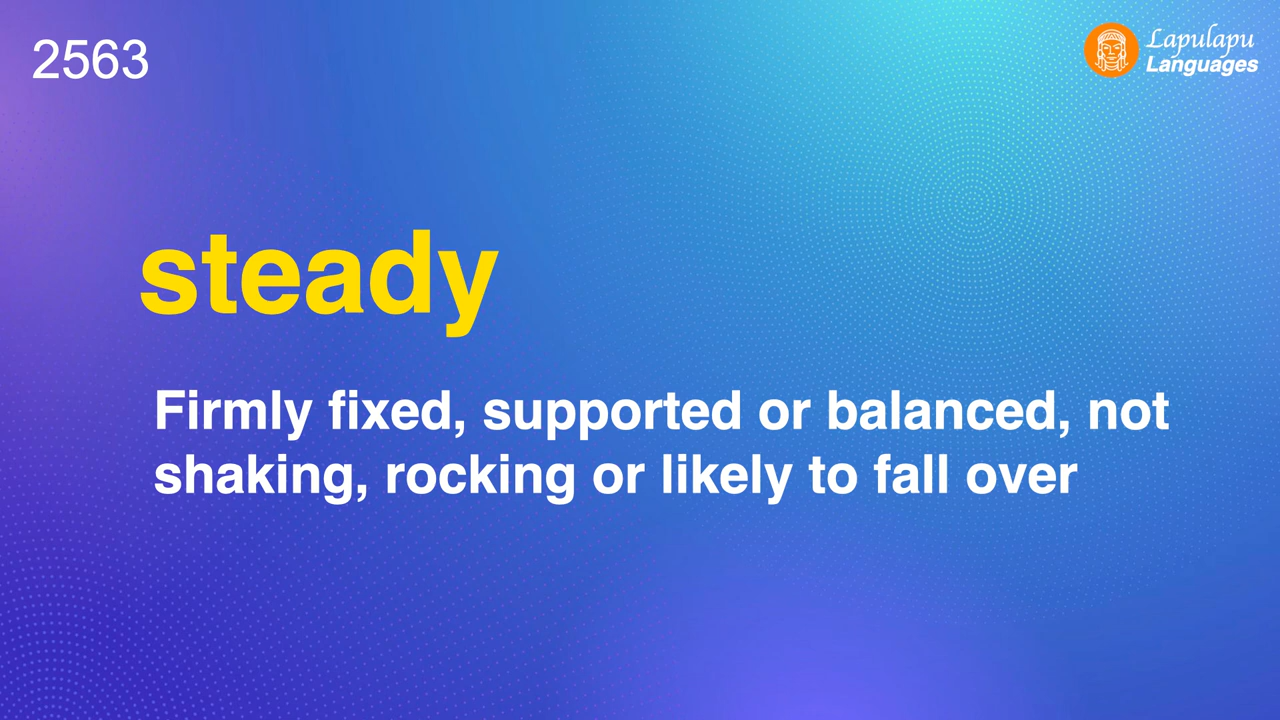 2563
Lapulapu
Languages
steady
Firmly fixed, supported or balanced, not
shaking, rocking or likely to fall over